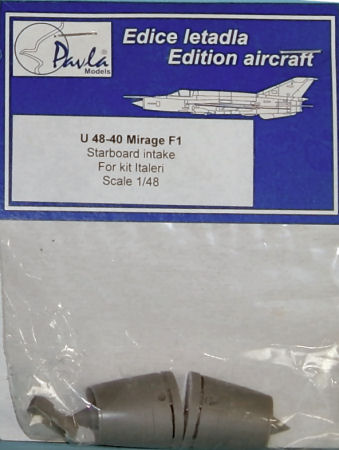 Pavla
Models
Edice letadla
Edition aircraft
U 48-40 Mirage F1
Starboard intake
For kit Italeri
Scale 1/48